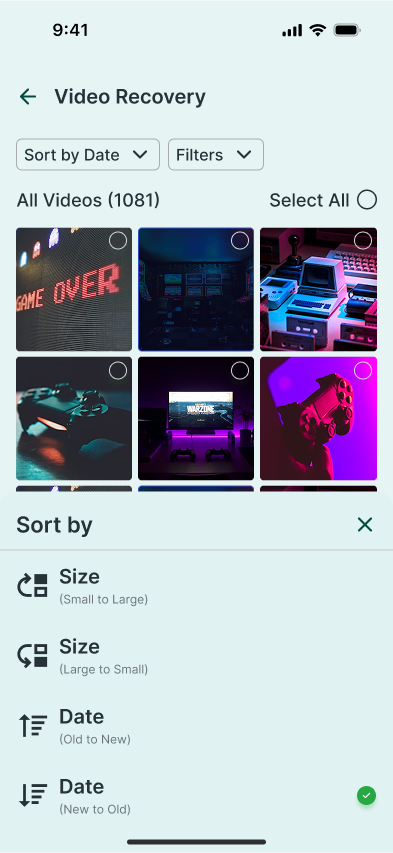 9:41
Video Recovery
Sort by Date
Filters
All Videos (1081)
Select All
GAME OVER
WARZONE
Sort by
Size
(Small to Large)
Size
(Large to Small)
Date
(Old to New)
Date
(New to Old)